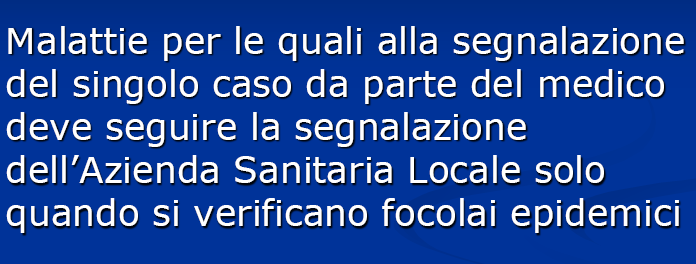 Malattie per le quali alla segnalazione
del singolo caso da parte del medico
deve seguire la segnalazione
dell’Azienda Sanitaria Locale solo
quando si verificano focolai epidemici